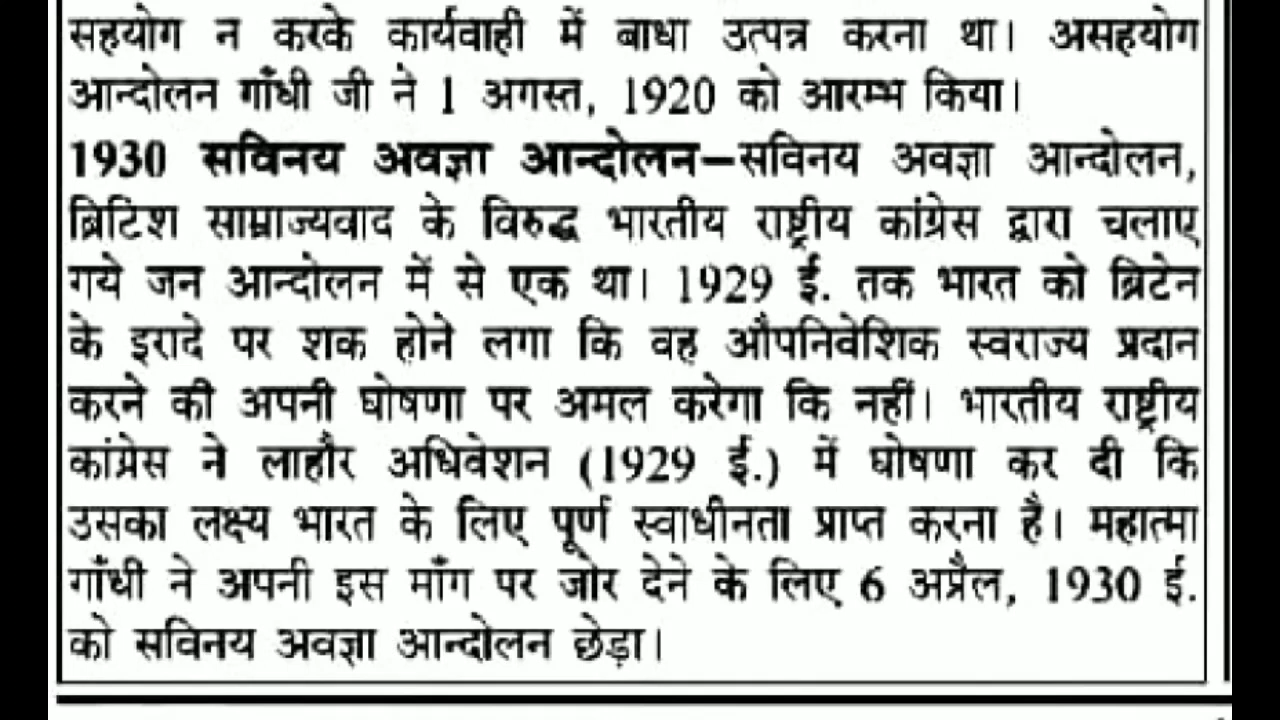 सहयोग न करके कार्यवाही में बाधा उत्पत्र करना था। असहयोग
आन्दोलन गाँधी जी ने 1 अगस्त, 1920 को आरम्भ किया।
1930 सविनय अवज्ञा आन्दोलन–सविनय अवज्ञा आन्दोलन,
ब्रिटिश साम्राज्यवाद के विरुद्ध भारतीय राष्ट्रीय कांग्रेस द्वारा चलाए
गये जन आन्दोलन में से एक था। 1929 ई. तक भारत को ब्रिटेन
के इरादे पर शक होने लगा कि वह औपनिवेशिक स्वराज्य प्रदान
करने की अपनी घोषणा पर अमल करेगा कि नहीं। भारतीय राष्ट्रीय
कांग्रेस ने लाहौर अधिवेशन (1929 ई.) में घोषणा कर दी कि
उसका लक्ष्य भारत के लिए पूर्ण स्वाधीनता प्राप्त करना है। महात्मा
गाँधी ने अपनी इस माँग पर जोर देने के लिए 6 अप्रैल, 1930 ई.
को सविनय अवज्ञा आन्दोलन छेड़ा।